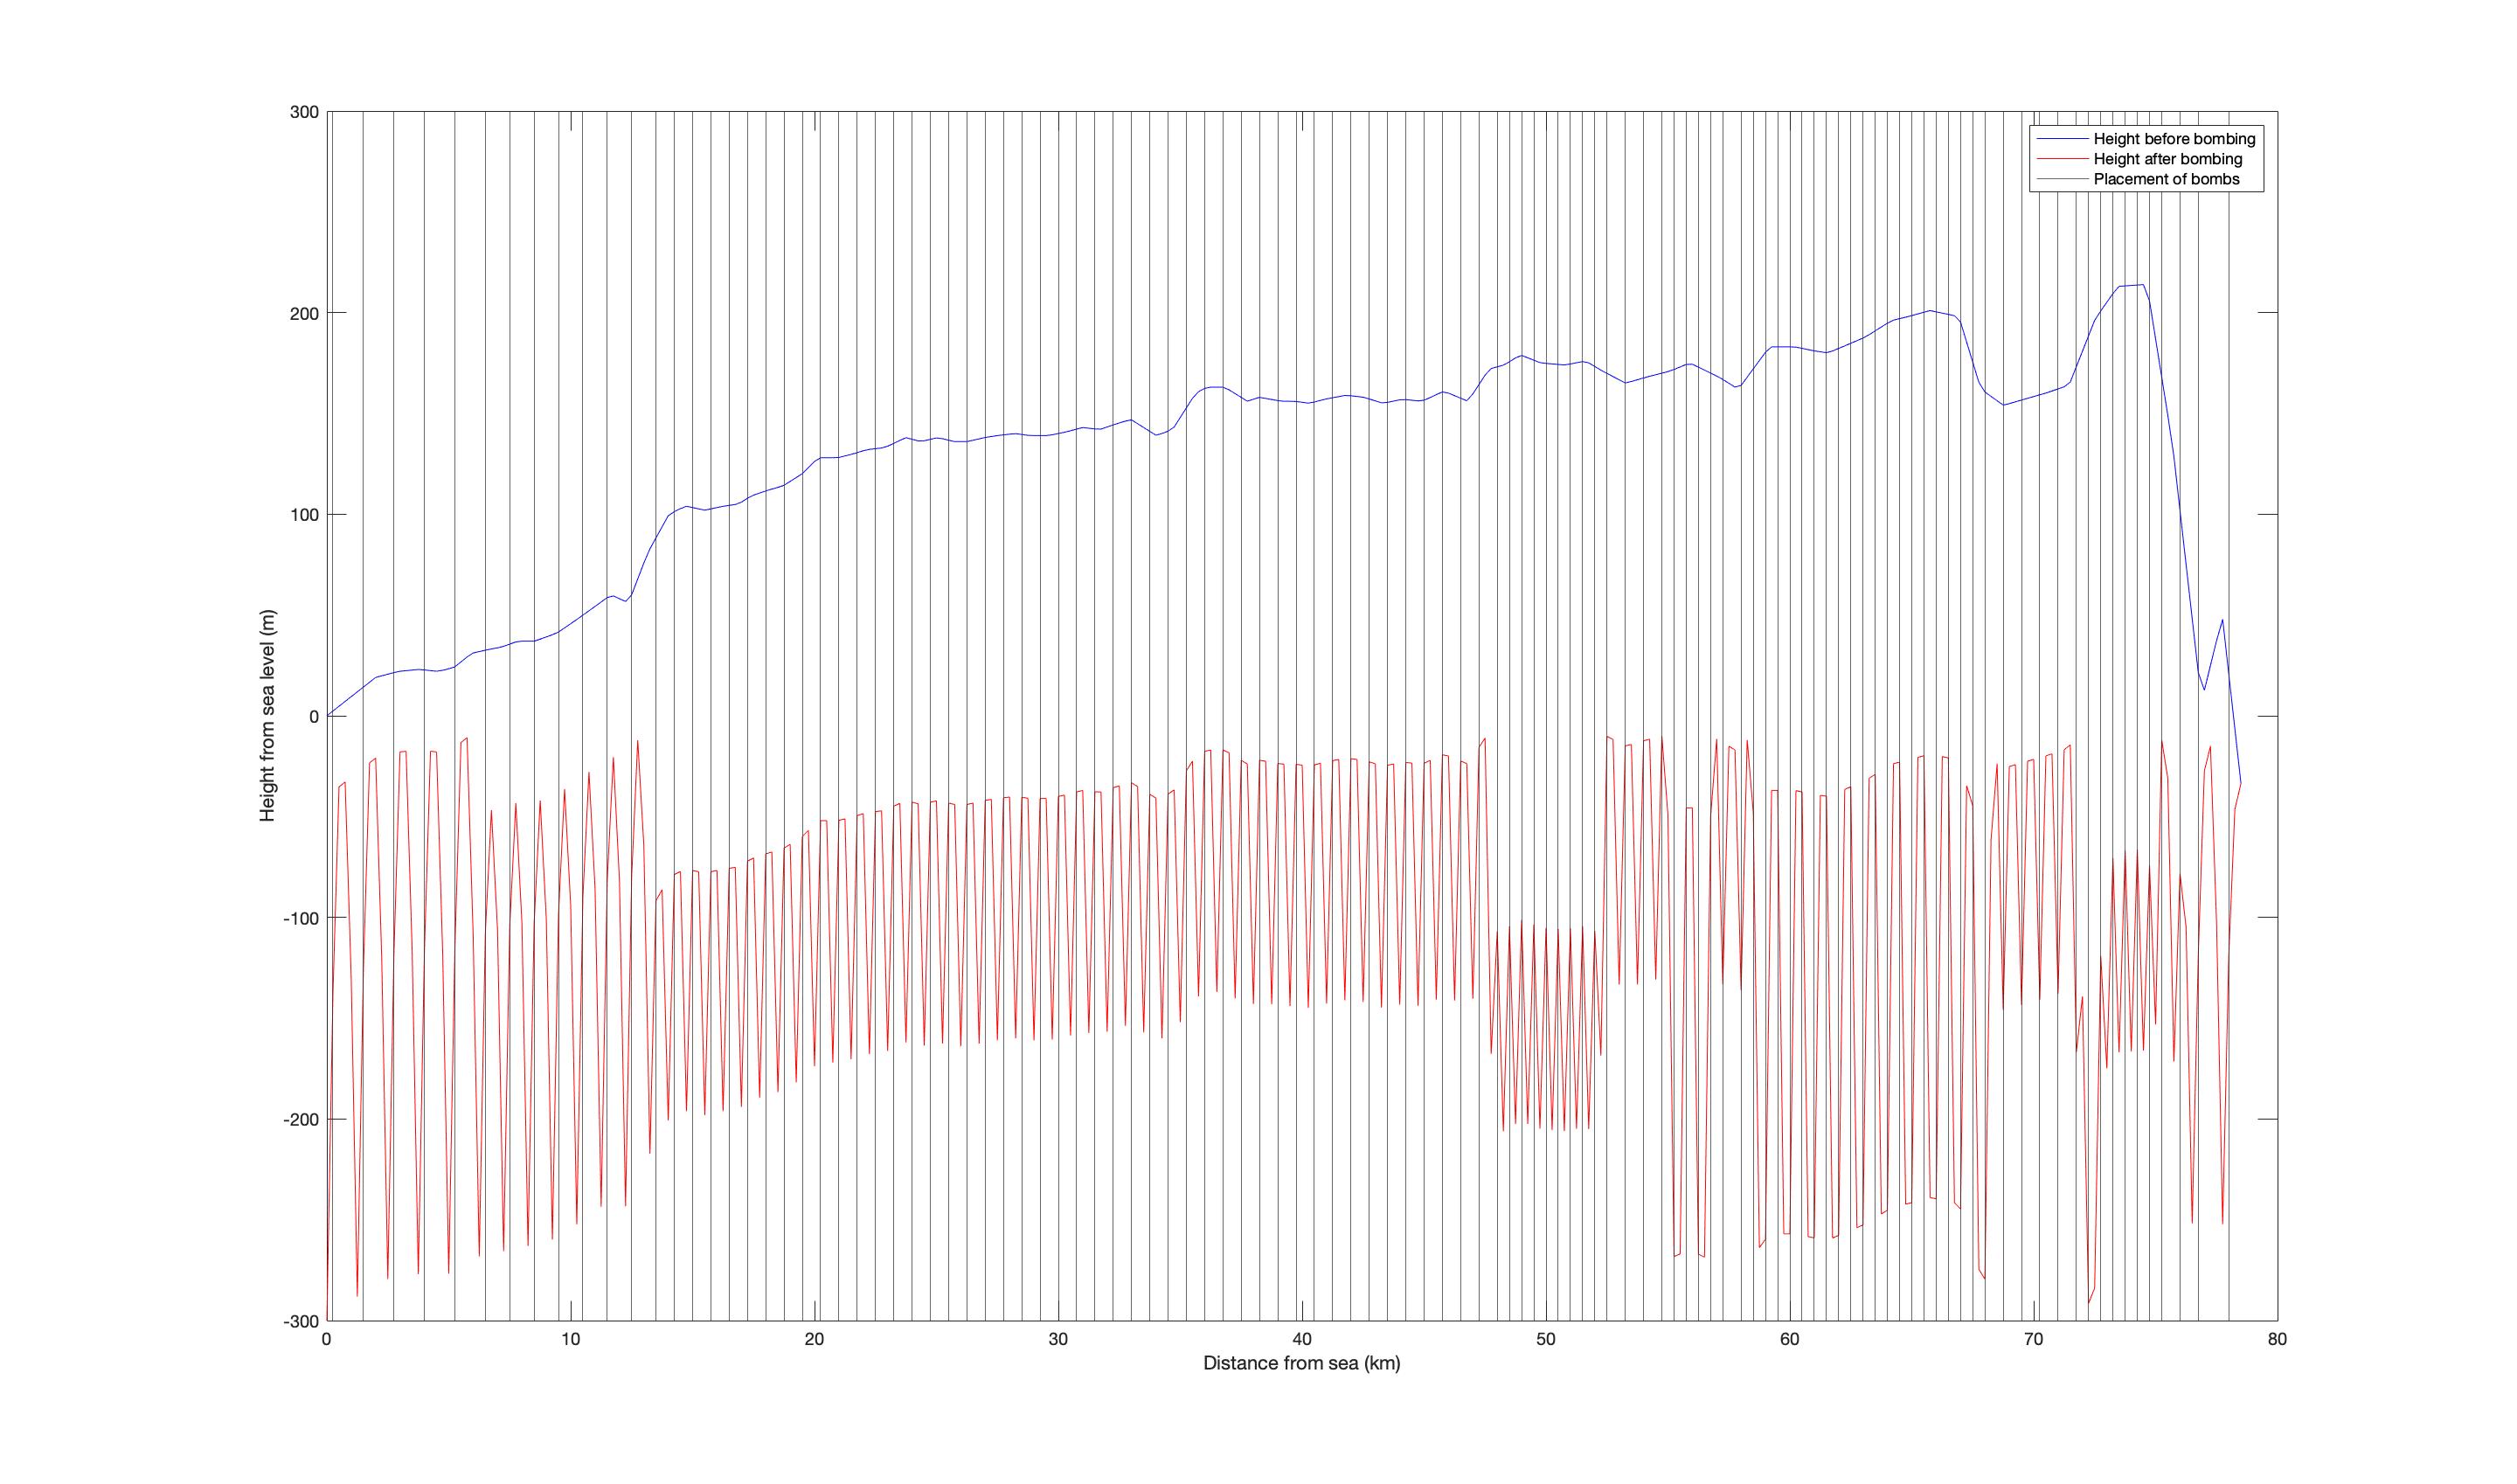 300
200
100
0
-100
-200
-300
Height from sea level (m)
0 10 20 30 40 50 60 70 80
Distance from sea (km)
Height before bombing
Height after bombing
Placement of bombs